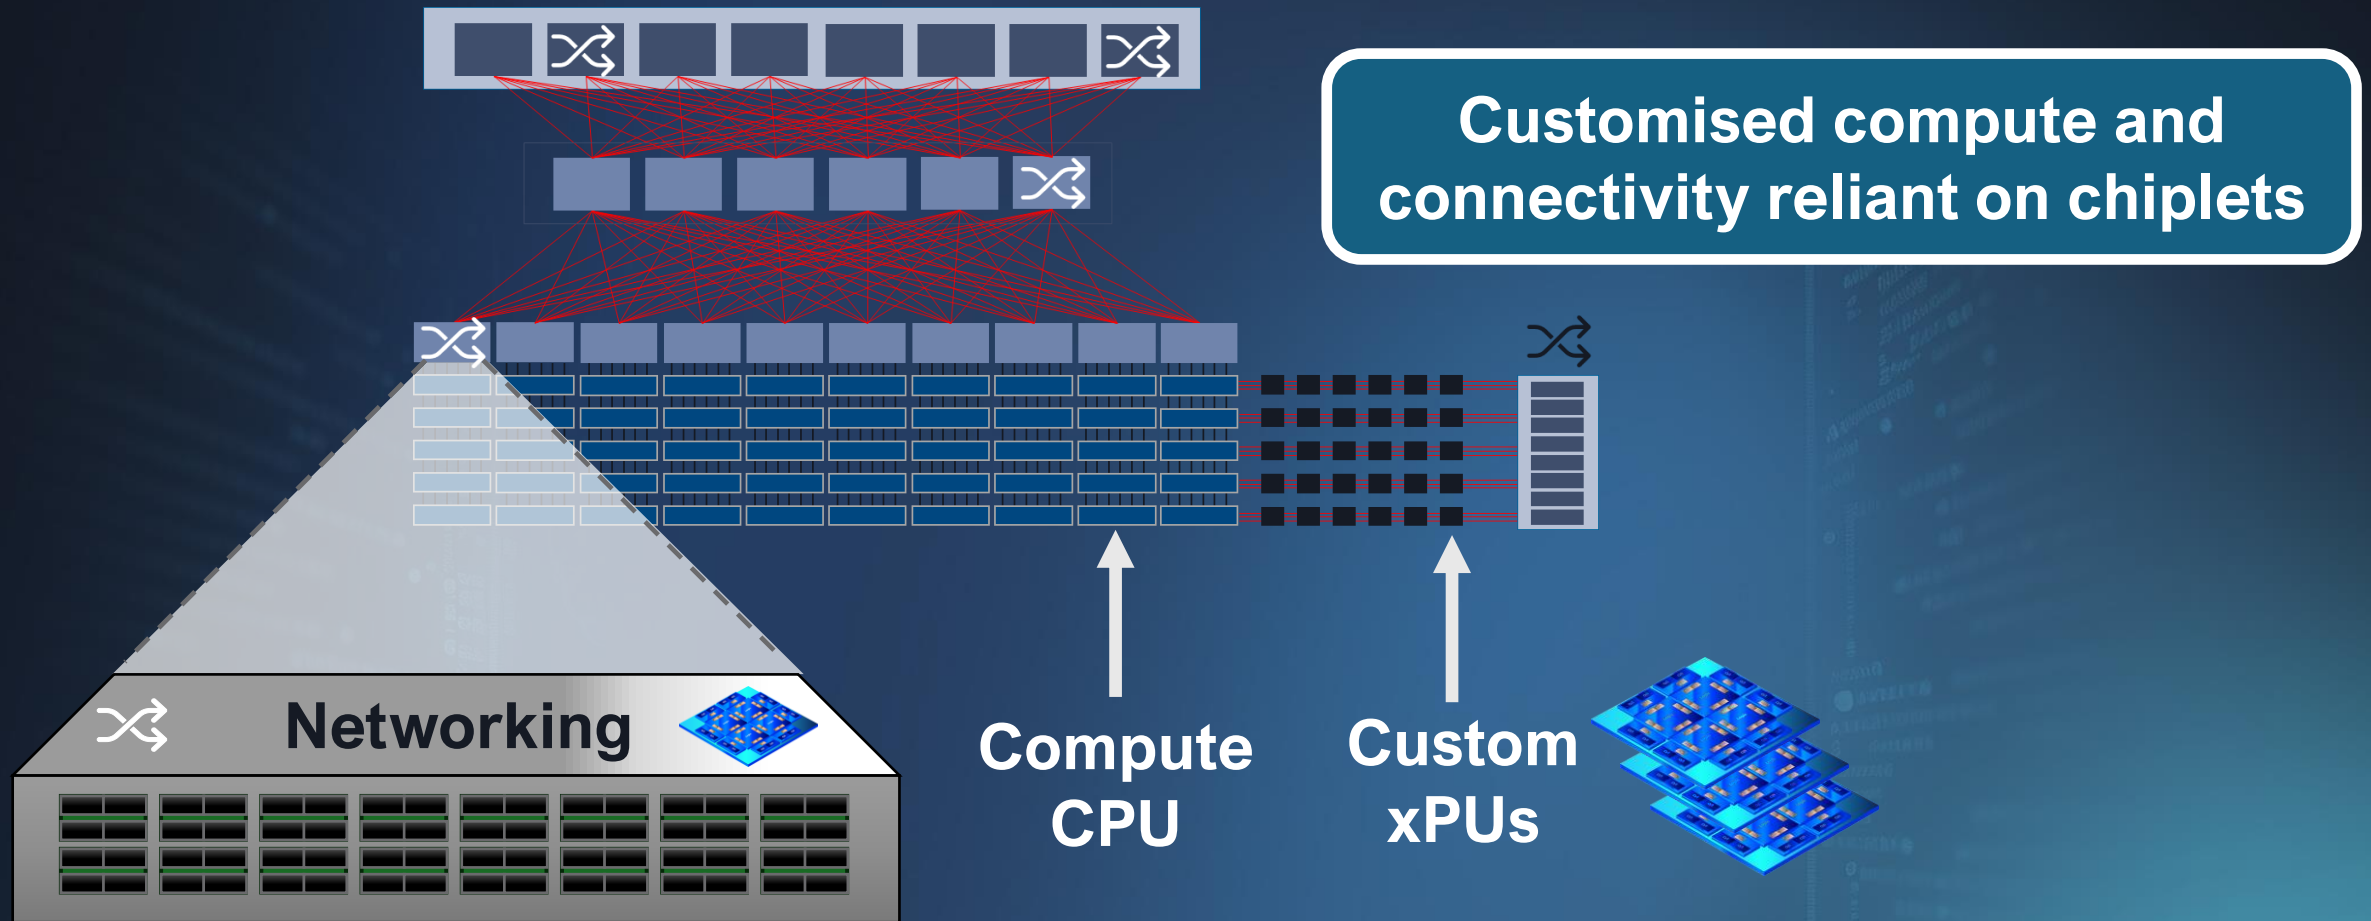 Customised compute and
connectivity reliant on chiplets
Networking
Compute
CPU
Custom
xPUs